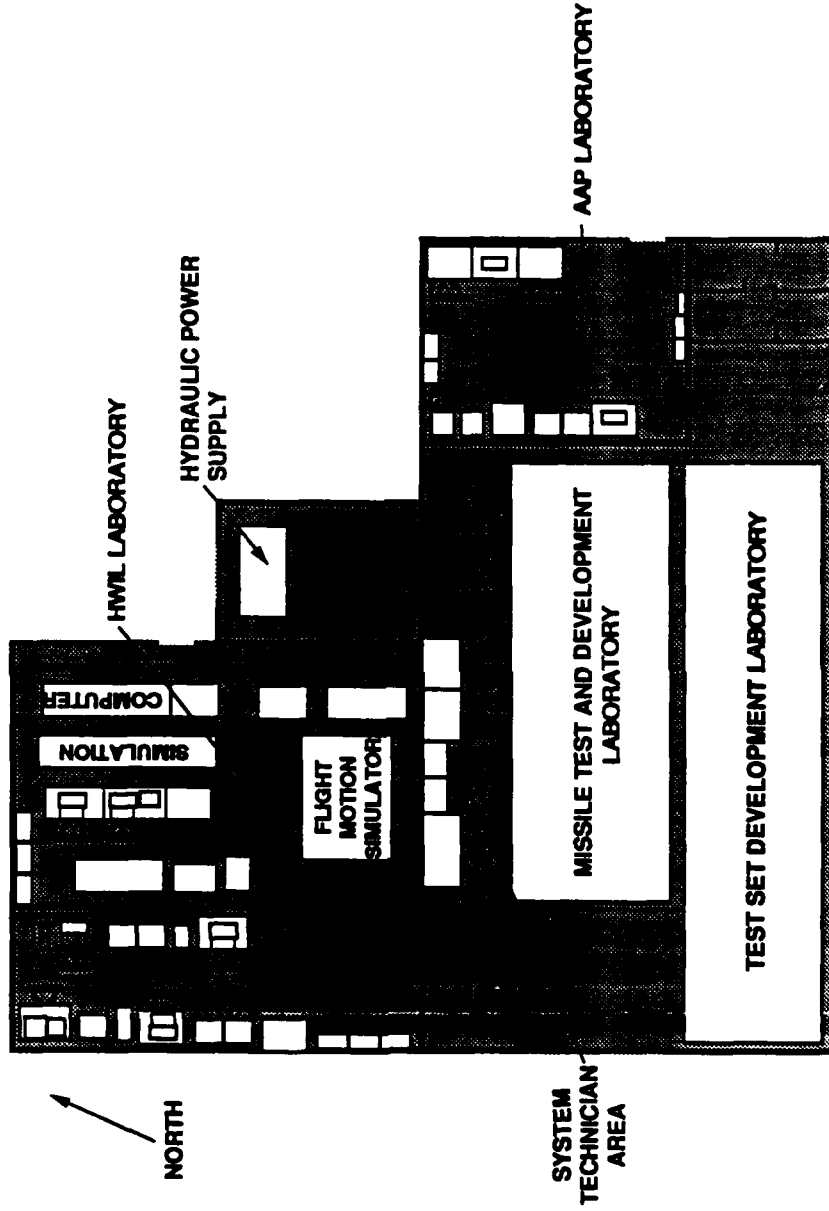 NORTH
HWIL LABORATORY
HYDRAULIC POWER
SUPPLY
AAP LABORATORY
COMPUTER
SIMULATION
FLIGHT
MOTION
SIMULATOR
MISSILE TEST AND DEVELOPMENT
LABORATORY
TEST SET DEVELOPMENT LABORATORY
SYSTEM
TECHNICIAN
AREA